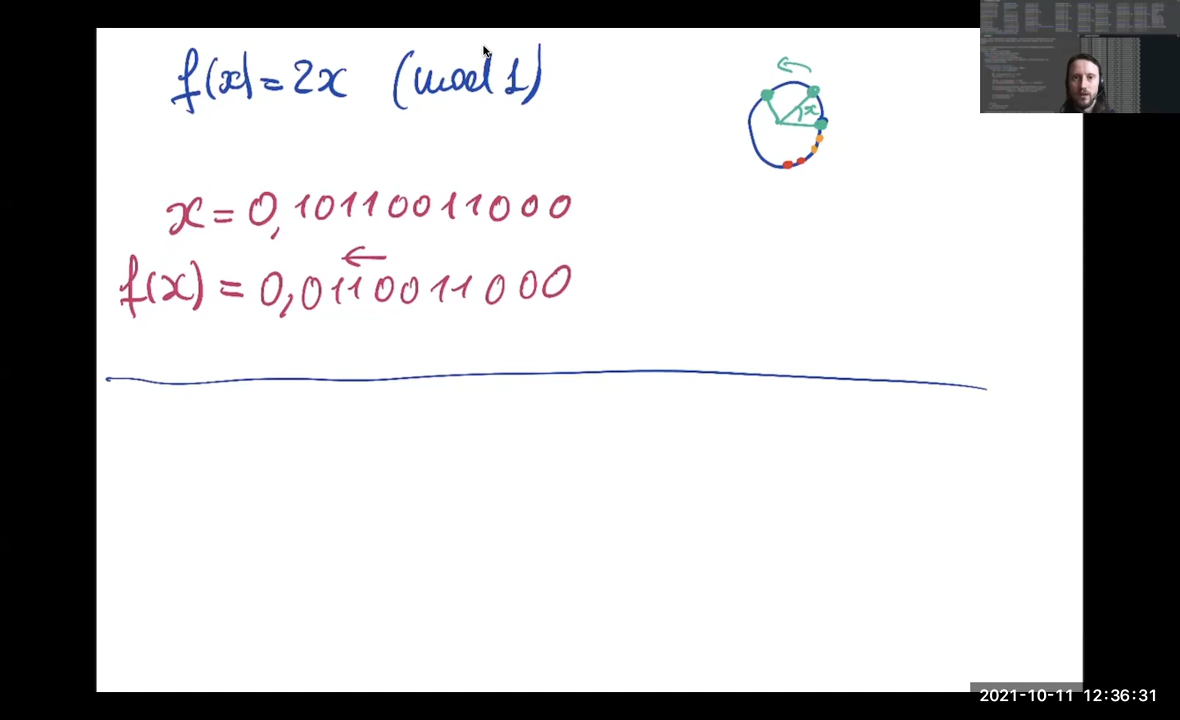 f(x)=2x (mod 1)
x
x=0,10110011000
←
f(x)=0,0110011000
2021-10-11 12:36:31